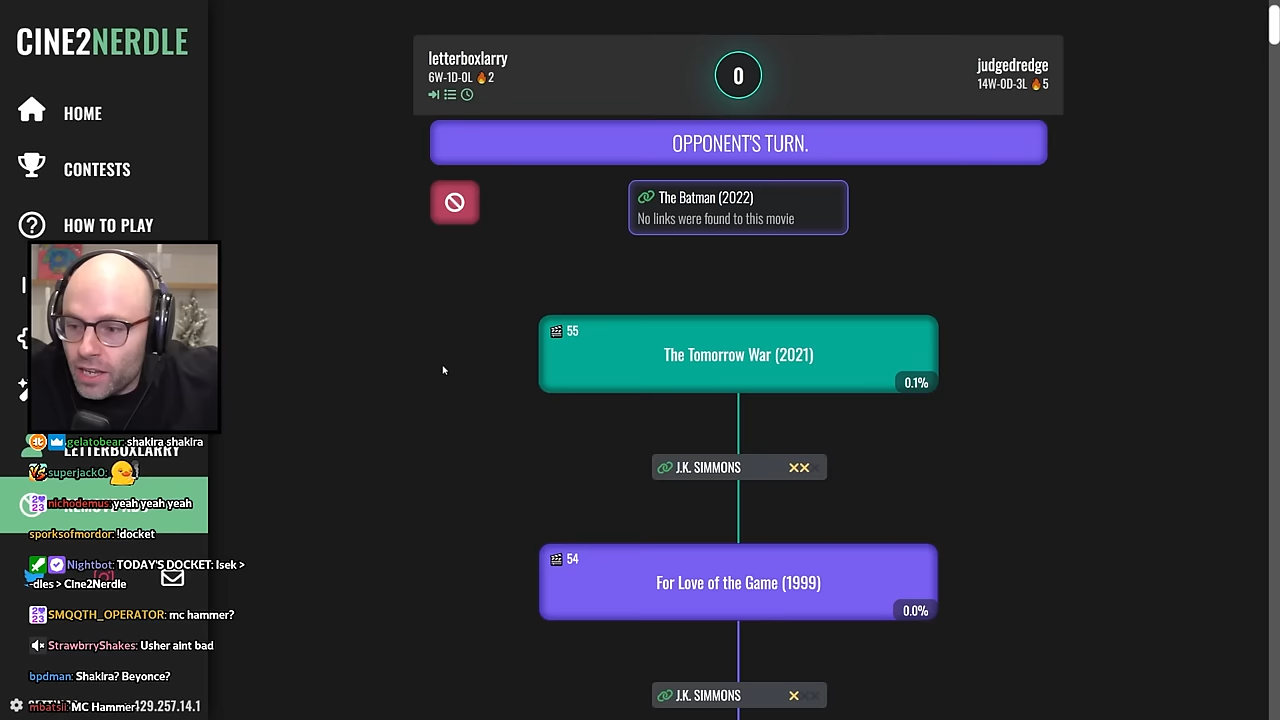 CINE2NERDLE
HOME
CONTESTS
HOW TO PLAY
LETTERBOXLARRY
letterboxlarry
6W-1D-0L 🔥2
0
judgedredge
14W-0D-3L 🔥5
OPPONENT'S TURN.
The Batman (2022)
No links were found to this movie
55
The Tomorrow War (2021)
0.1%
J.K. SIMMONS
54
For Love of the Game (1999)
0.0%
J.K. SIMMONS
gelatobear: shakira shakira
superjack0:
nichodemus: yeah yeah yeah
sporksofmordor: !docket
Nightbot: TODAY'S DOCKET: Isek >
-dles > Cine2Nerdle
SMQQTH_OPERATOR: mc hammer?
StrawbrryShakes: Usher aint bad
bpdman: Shakira? Beyonce?
mbatsil: MC Hammer
129.257.14.1